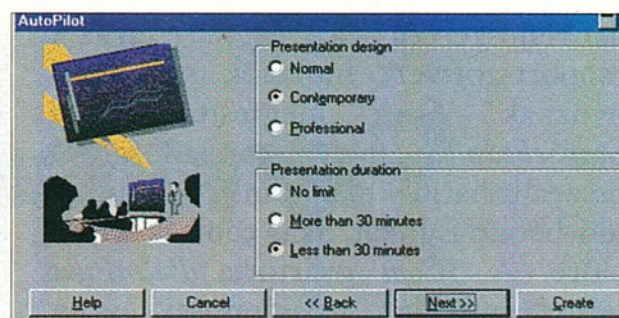 AutoPilot
Presentation design
Normal
Contemporary
Professional
Presentation duration
No limit
More than 30 minutes
Less than 30 minutes
Help
Cancel
<< Back
Next >>
Create